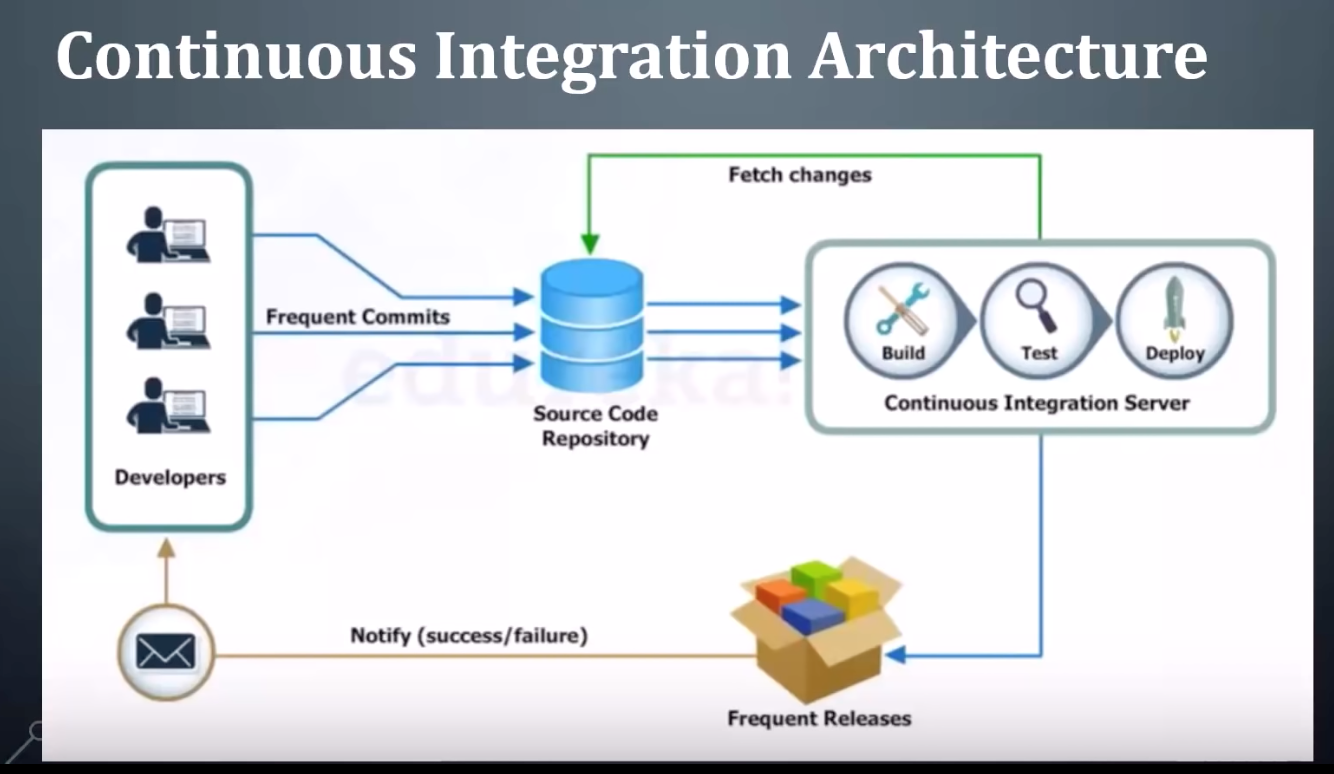 Continuous Integration Architecture
Fetch changes
Frequent Commits
Build
Test
Deploy
Continuous Integration Server
Source Code
Repository
Developers
edureka!
Notify (success/failure)
Frequent Releases